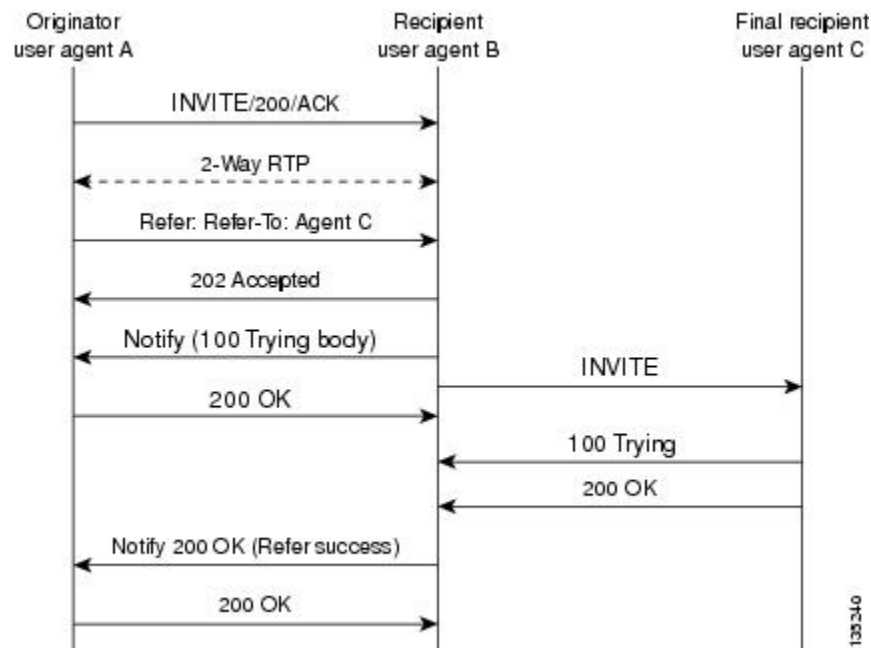 Originator
user agent A
Recipient
user agent B
Final recipient
user agent C
INVITE/200/ACK
2-Way RTP
Refer: Refer-To: Agent C
202 Accepted
Notify (100 Trying body)
INVITE
200 OK
100 Trying
200 OK
Notify 200 OK (Refer success)
200 OK
135240